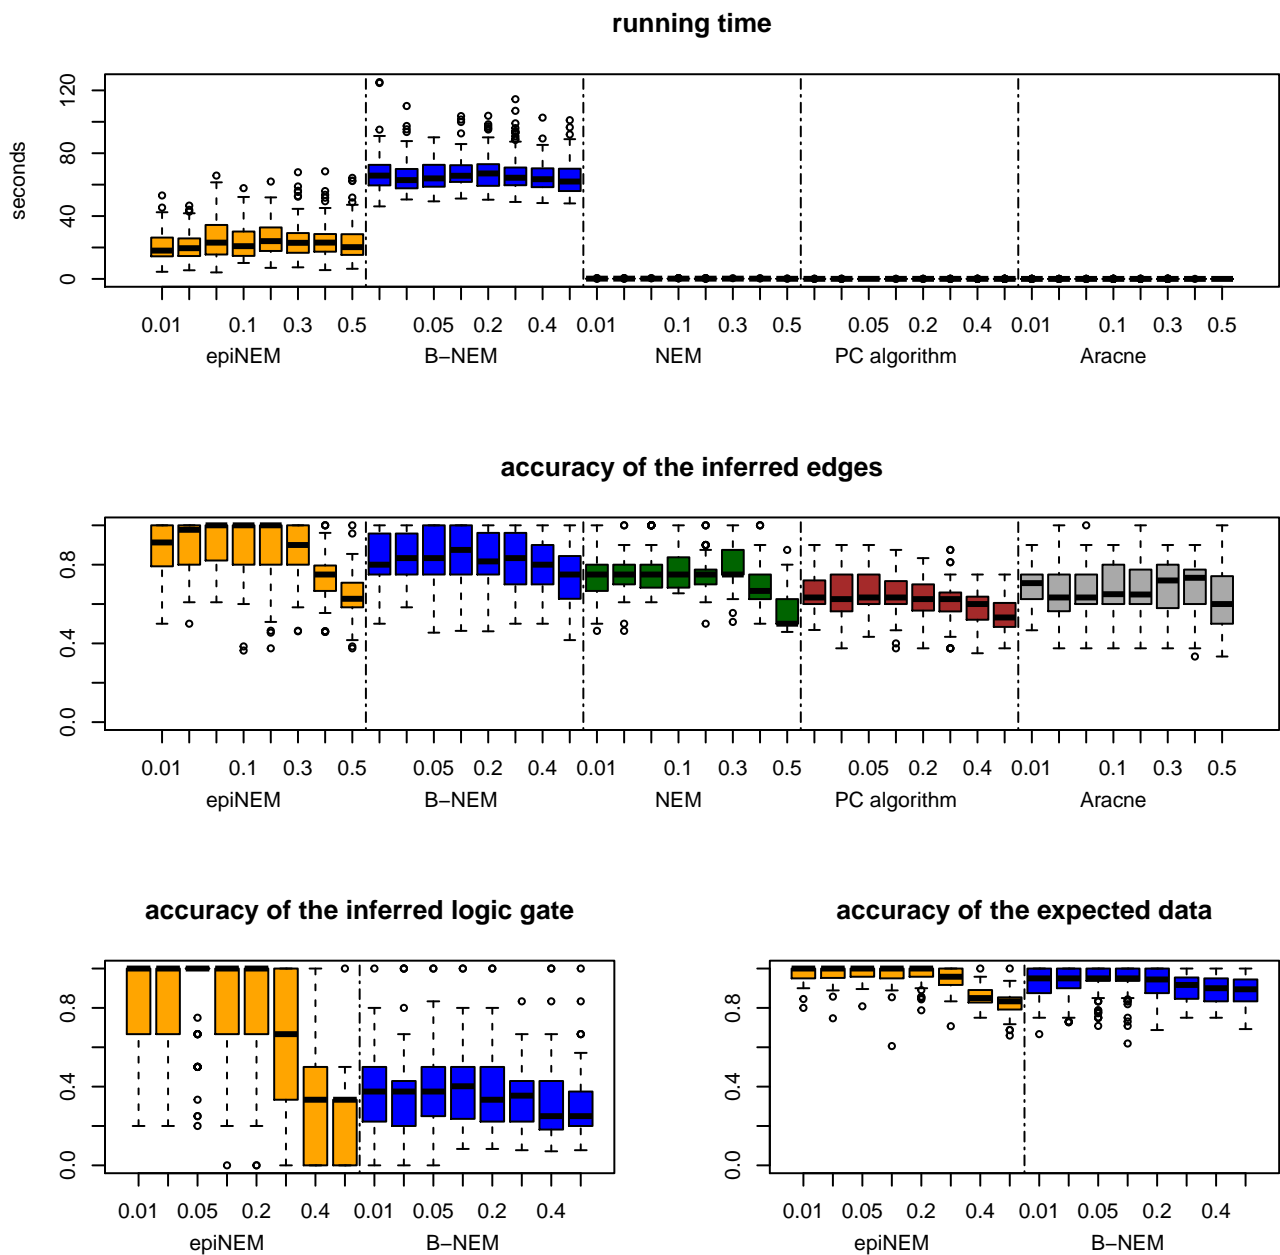 running time
seconds
120
80
40
0
0.01 0.1 0.3 0.5 0.05 0.2 0.4 0.01 0.1 0.3 0.5 0.05 0.2 0.4 0.01 0.1 0.3 0.5
epiNEM B−NEM NEM PC algorithm Aracne
accuracy of the inferred edges
0.8
0.4
0.0
0.01 0.1 0.3 0.5 0.05 0.2 0.4 0.01 0.1 0.3 0.5 0.05 0.2 0.4 0.01 0.1 0.3 0.5
epiNEM B−NEM NEM PC algorithm Aracne
accuracy of the inferred logic gate
0.8
0.4
0.0
0.01 0.05 0.2 0.4 0.01 0.05 0.2 0.4
epiNEM B−NEM
accuracy of the expected data
0.8
0.4
0.0
0.01 0.05 0.2 0.4 0.01 0.05 0.2 0.4
epiNEM B−NEM